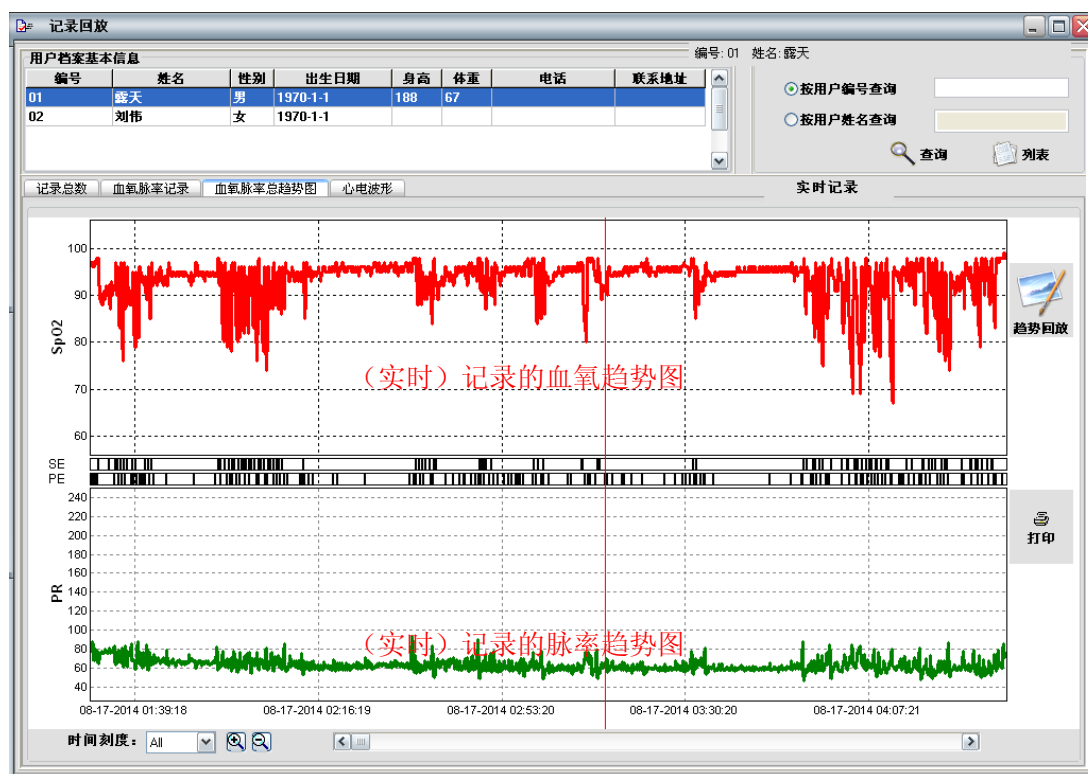 记录回放
用户档案基本信息
编号:01 姓名:露天
编号 姓名 性别 出生日期 身高 体重 电话 联系地址
01 露天 男 1970-1-1 188 67
02 刘伟 女 1970-1-1
按用户编号查询
按用户姓名查询
查询 列表
记录总数 血氧脉率记录 血氧脉率总趋势图 心电波形
实时记录
100
90
80
70
60
SpO2
(实时)记录的血氧趋势图
趋势回放
SE
PE
240
220
200
180
160
140
120
100
80
60
40
PR
(实时)记录的脉率趋势图
打印
08-17-2014 01:39:18 08-17-2014 02:16:19 08-17-2014 02:53:20 08-17-2014 03:30:20 08-17-2014 04:07:21
时间刻度: All